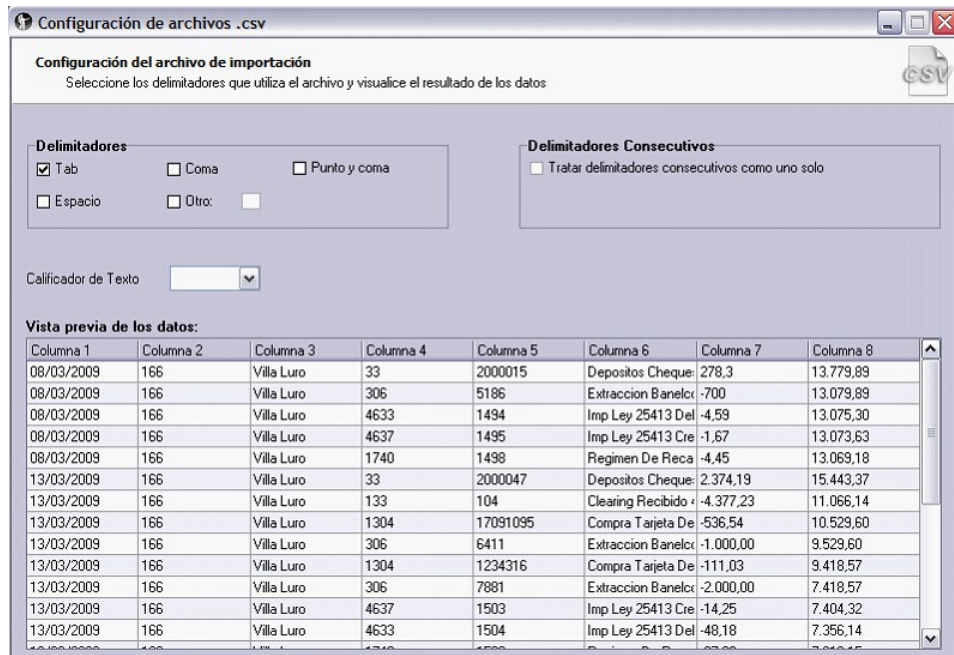 Configuración de archivos .csv
Configuración del archivo de importación
Seleccione los delimitadores que utiliza el archivo y visualice el resultado de los datos
CSV
Delimitadores
Delimitadores Consecutivos
Tab Coma Punto y coma
Tratar delimitadores consecutivos como uno solo
Espacio Otro:
Calificador de Texto
Vista previa de los datos:
Columna 1 Columna 2 Columna 3 Columna 4 Columna 5 Columna 6 Columna 7 Columna 8
08/03/2009 166 Villa Luro 33 2000015 Depositos Cheque: 278,3 13.779,89
08/03/2009 166 Villa Luro 306 5186 Extraccion Banelc -700 13.079,89
08/03/2009 166 Villa Luro 4633 1494 Imp Ley 25413 Del -4,59 13.075,30
08/03/2009 166 Villa Luro 4637 1495 Imp Ley 25413 Cre -1,67 13.073,63
08/03/2009 166 Villa Luro 1740 1498 Regimen De Reca -4,45 13.069,18
13/03/2009 166 Villa Luro 33 2000047 Depositos Cheque: 2.374,19 15.443,37
13/03/2009 166 Villa Luro 133 104 Clearing Recibido -4.377,23 11.066,14
13/03/2009 166 Villa Luro 1304 17091095 Compra Tarjeta De -536,54 10.529,60
13/03/2009 166 Villa Luro 306 6411 Extraccion Banelc -1.000,00 9.529,60
13/03/2009 166 Villa Luro 1304 1234316 Compra Tarjeta De -111,03 9.418,57
13/03/2009 166 Villa Luro 306 7881 Extraccion Banelc -2.000,00 7.418,57
13/03/2009 166 Villa Luro 4637 1503 Imp Ley 25413 Cre -14,25 7.404,32
13/03/2009 166 Villa Luro 4633 1504 Imp Ley 25413 Del -48,18 7.356,14